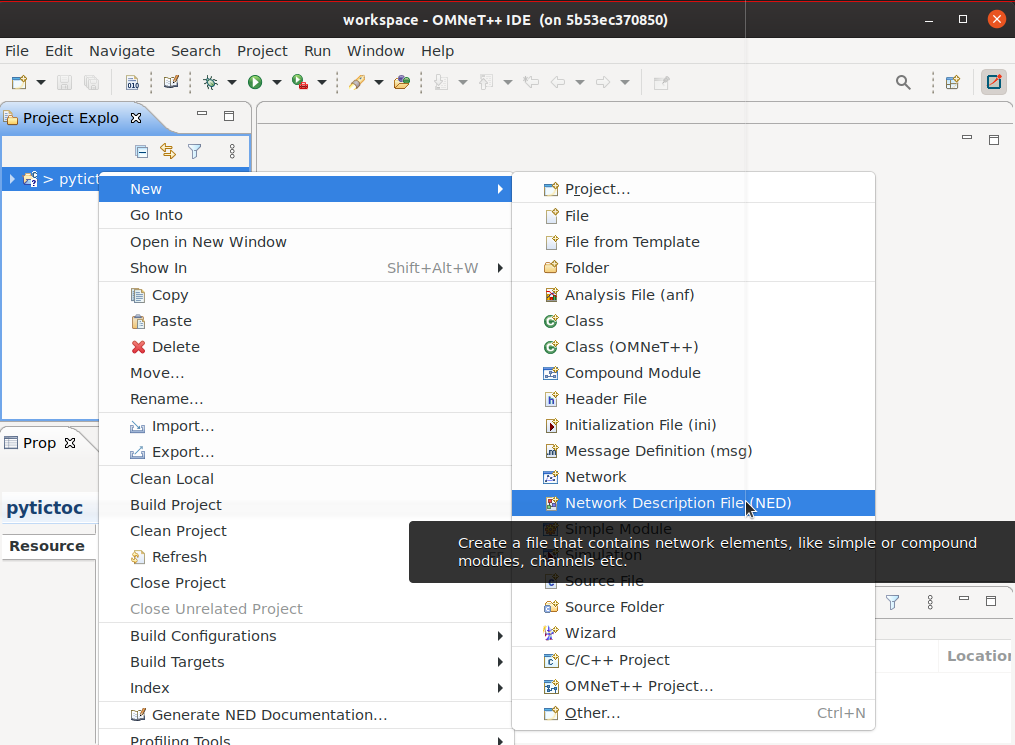 workspace - OMNeT++ IDE (on 5b53ec370850)
File Edit Navigate Search Project Run Window Help
010
Project Explo
> pytict
New
Go Into
Open in New Window
Show In Shift+Alt+W
Copy
Paste
Delete
Move...
Rename...
Import...
Export...
Clean Local
Build Project
Clean Project
Refresh
Close Project
Close Unrelated Project
Build Configurations
Build Targets
Index
Generate NED Documentation...
Profiling Tools
Project...
File
File from Template
Folder
Analysis File (anf)
Class
Class (OMNeT++)
Compound Module
Header File
Initialization File (ini)
Message Definition (msg)
Network
Network Description File (NED)
Simple Module
Simulation
Source File
Source Folder
Wizard
C/C++ Project
OMNeT++ Project...
Other... Ctrl+N
Create a file that contains network elements, like simple or compound
modules, channels etc.
Prop
pytictoc
Resource
Location